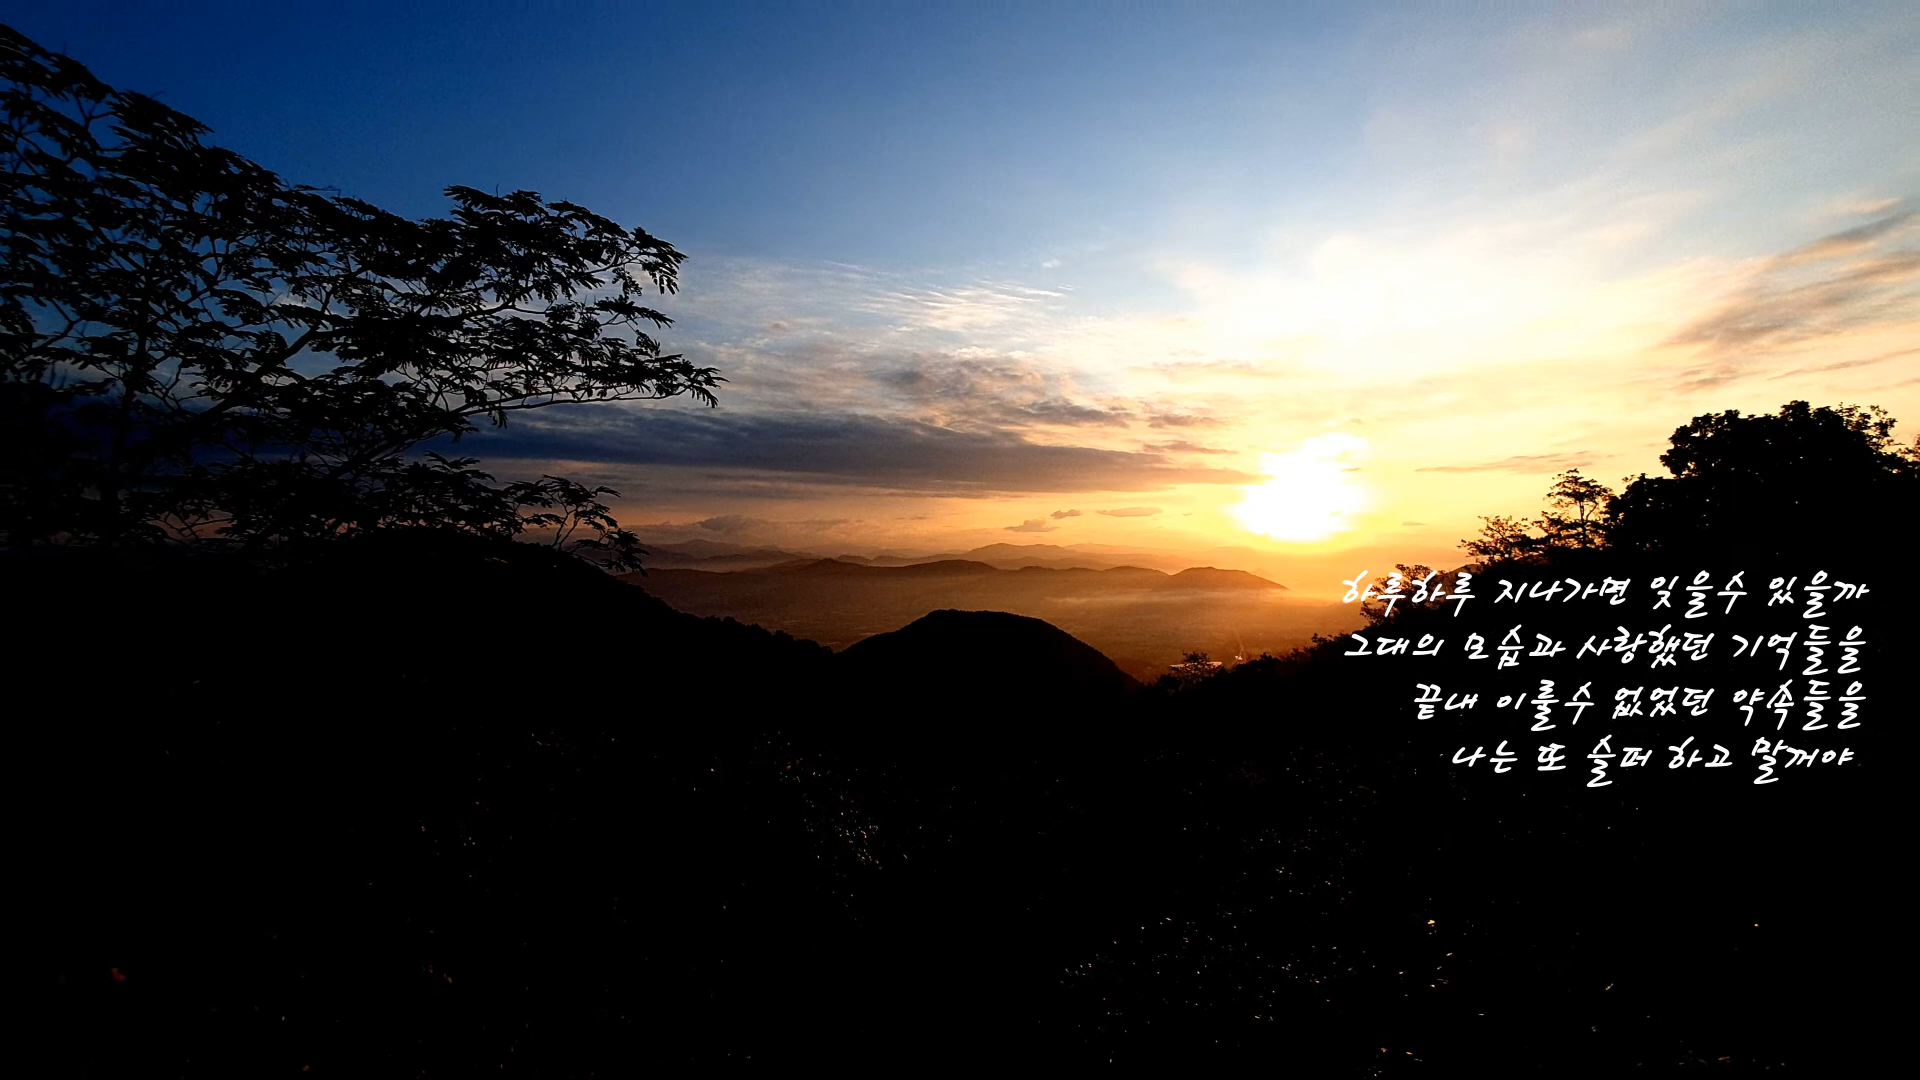 하루하루 지나가면 잊을수 있을까
그대의 모습과 사랑했던 기억들을
끝내 이룰수 없었던 약속들을
나는 또 슬퍼 하고 말꺼야